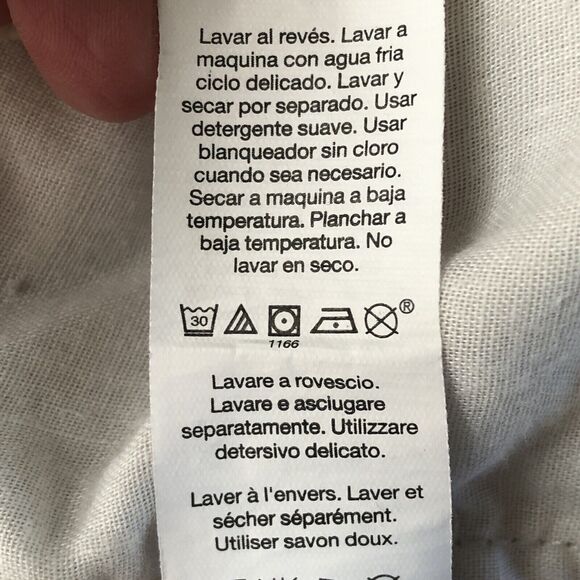 Lavar al revés. Lavar a
maquina con agua fria
ciclo delicado. Lavar y
secar por separado. Usar
detergente suave. Usar
blanqueador sin cloro
cuando sea necesario.
Secar a maquina a baja
temperatura. Planchar a
baja temperatura. No
lavar en seco.
30 ®
1166
Lavare a rovescio.
Lavare e asciugare
separatamente. Utilizzare
detersivo delicato.
Laver à l'envers. Laver et
sécher séparément.
Utiliser savon doux.